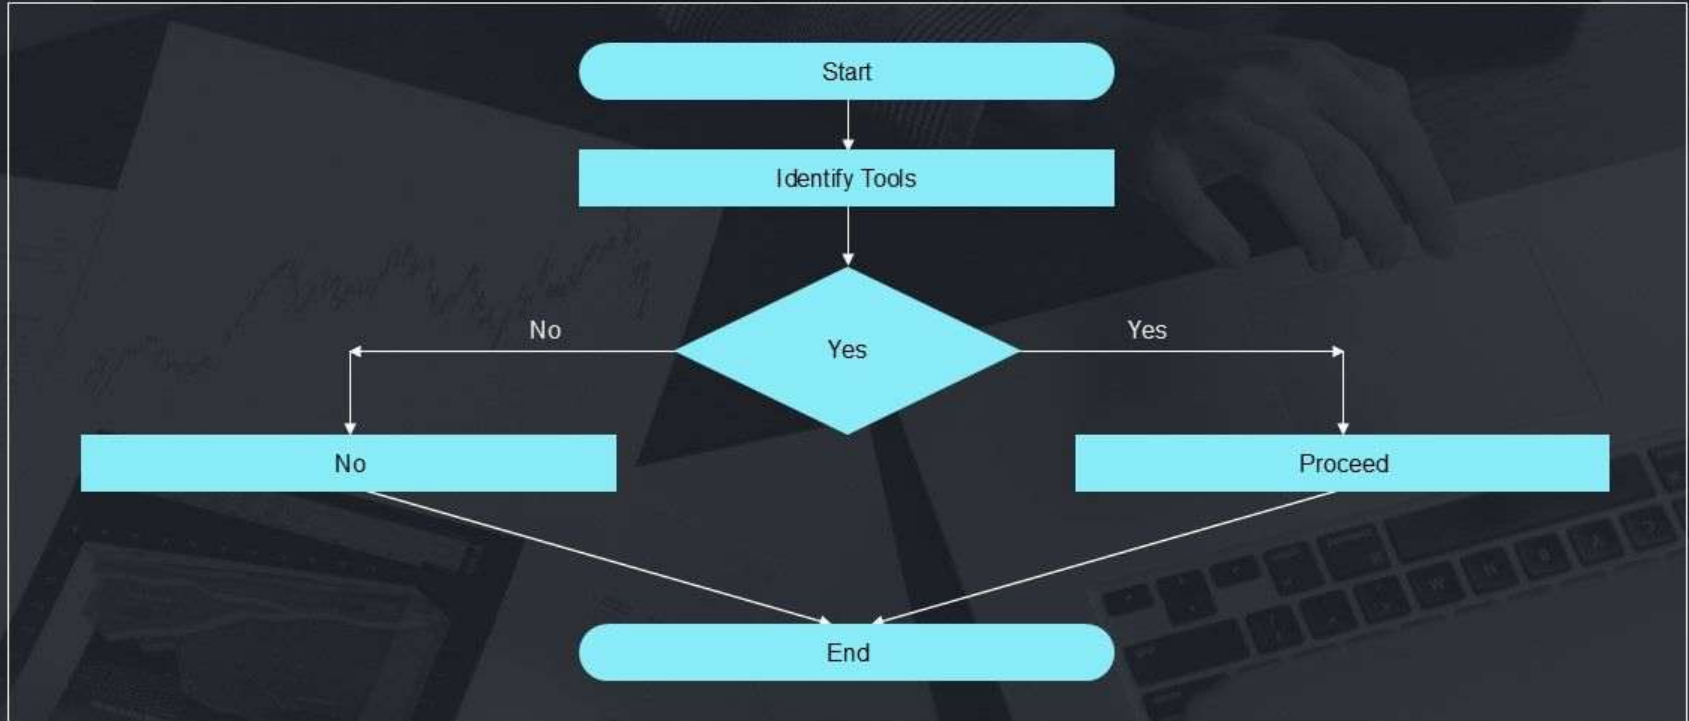 Start
Identify Tools
No
Yes
Yes
No
Proceed
End